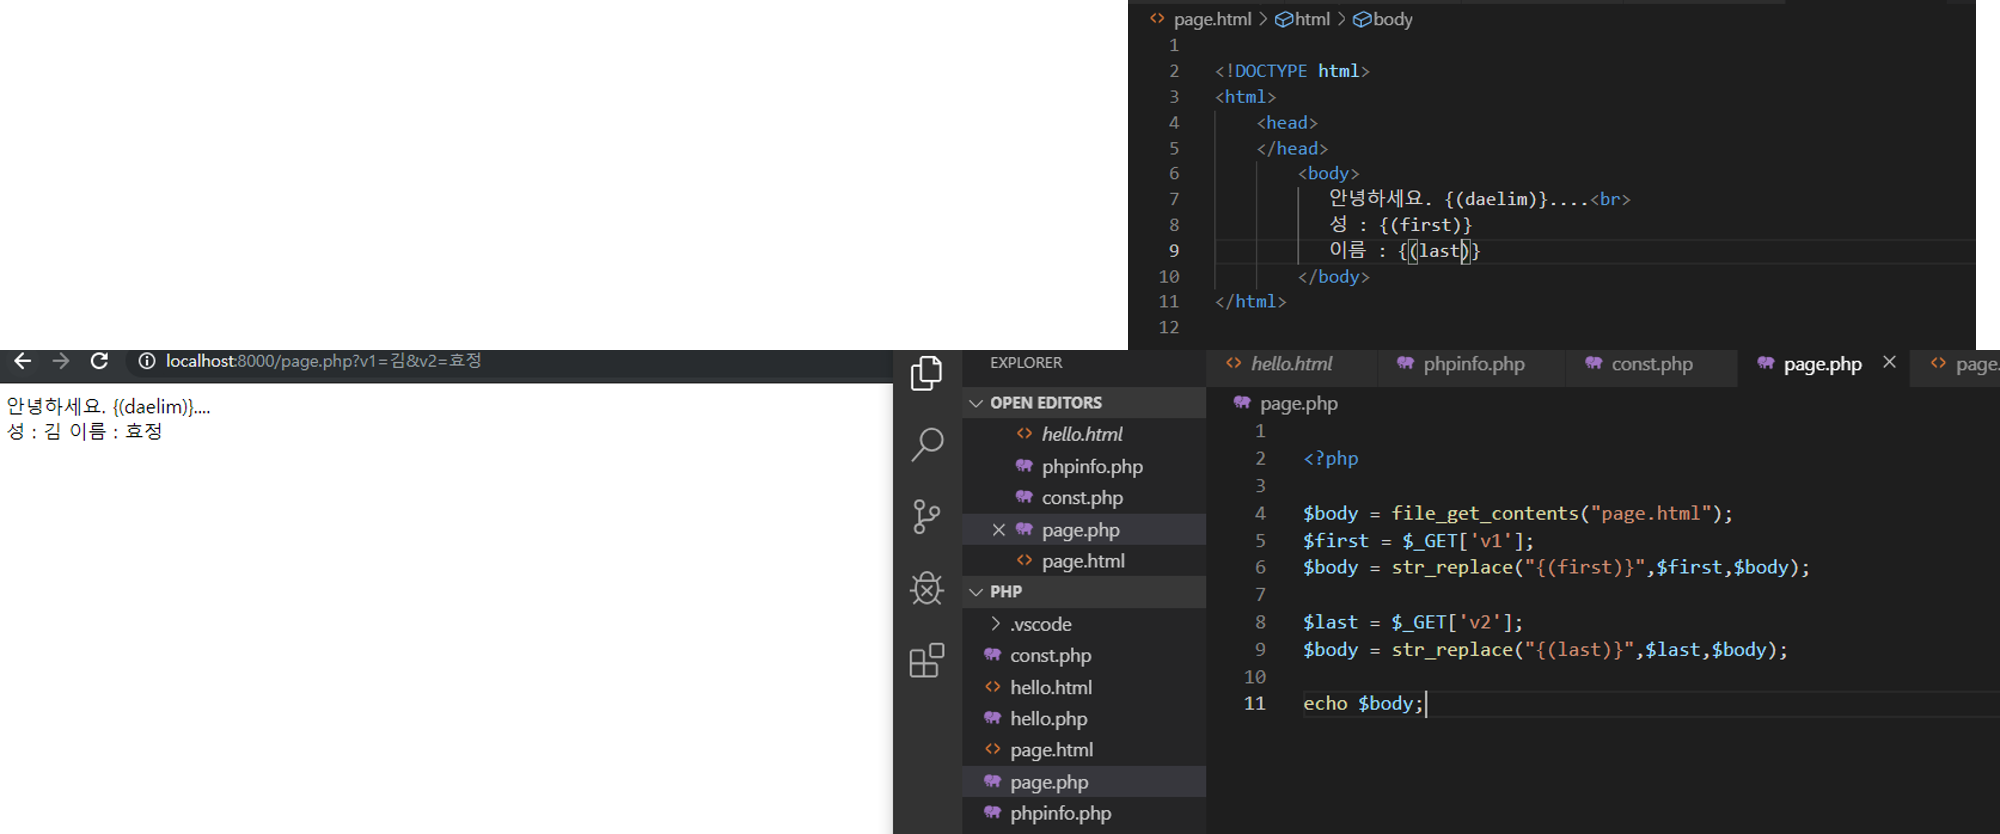 page.html > html > body
1
2 <!DOCTYPE html>
3 <html>
4 <head>
5 </head>
6 <body>
7 안녕하세요. {(daelim)}....<br>
8 성 : {(first)}
9 이름 : {(last)}
10 </body>
11 </html>
12
localhost:8000/page.php?v1=김&v2=효정
안녕하세요. {(daelim)}....
성 : 김 이름 : 효정
EXPLORER
OPEN EDITORS
hello.html
phpinfo.php
const.php
page.php
page.html
PHP
.vscode
const.php
hello.html
hello.php
page.html
page.php
phpinfo.php
hello.html phpinfo.php const.php page.php page.
page.php
1
2 <?php
3
4 $body = file_get_contents("page.html");
5 $first = $_GET['v1'];
6 $body = str_replace("{(first)}",$first,$body);
7
8 $last = $_GET['v2'];
9 $body = str_replace("{(last)}",$last,$body);
10
11 echo $body;